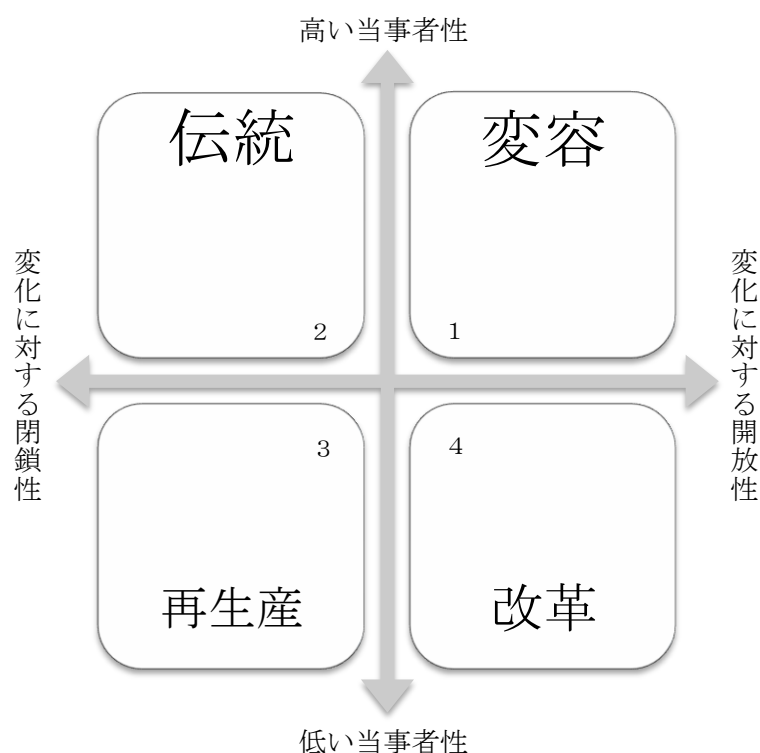 高い当事者性
伝統
変容
変化に対する閉鎖性
変化に対する開放性
2
1
3
4
再生産
改革
低い当事者性